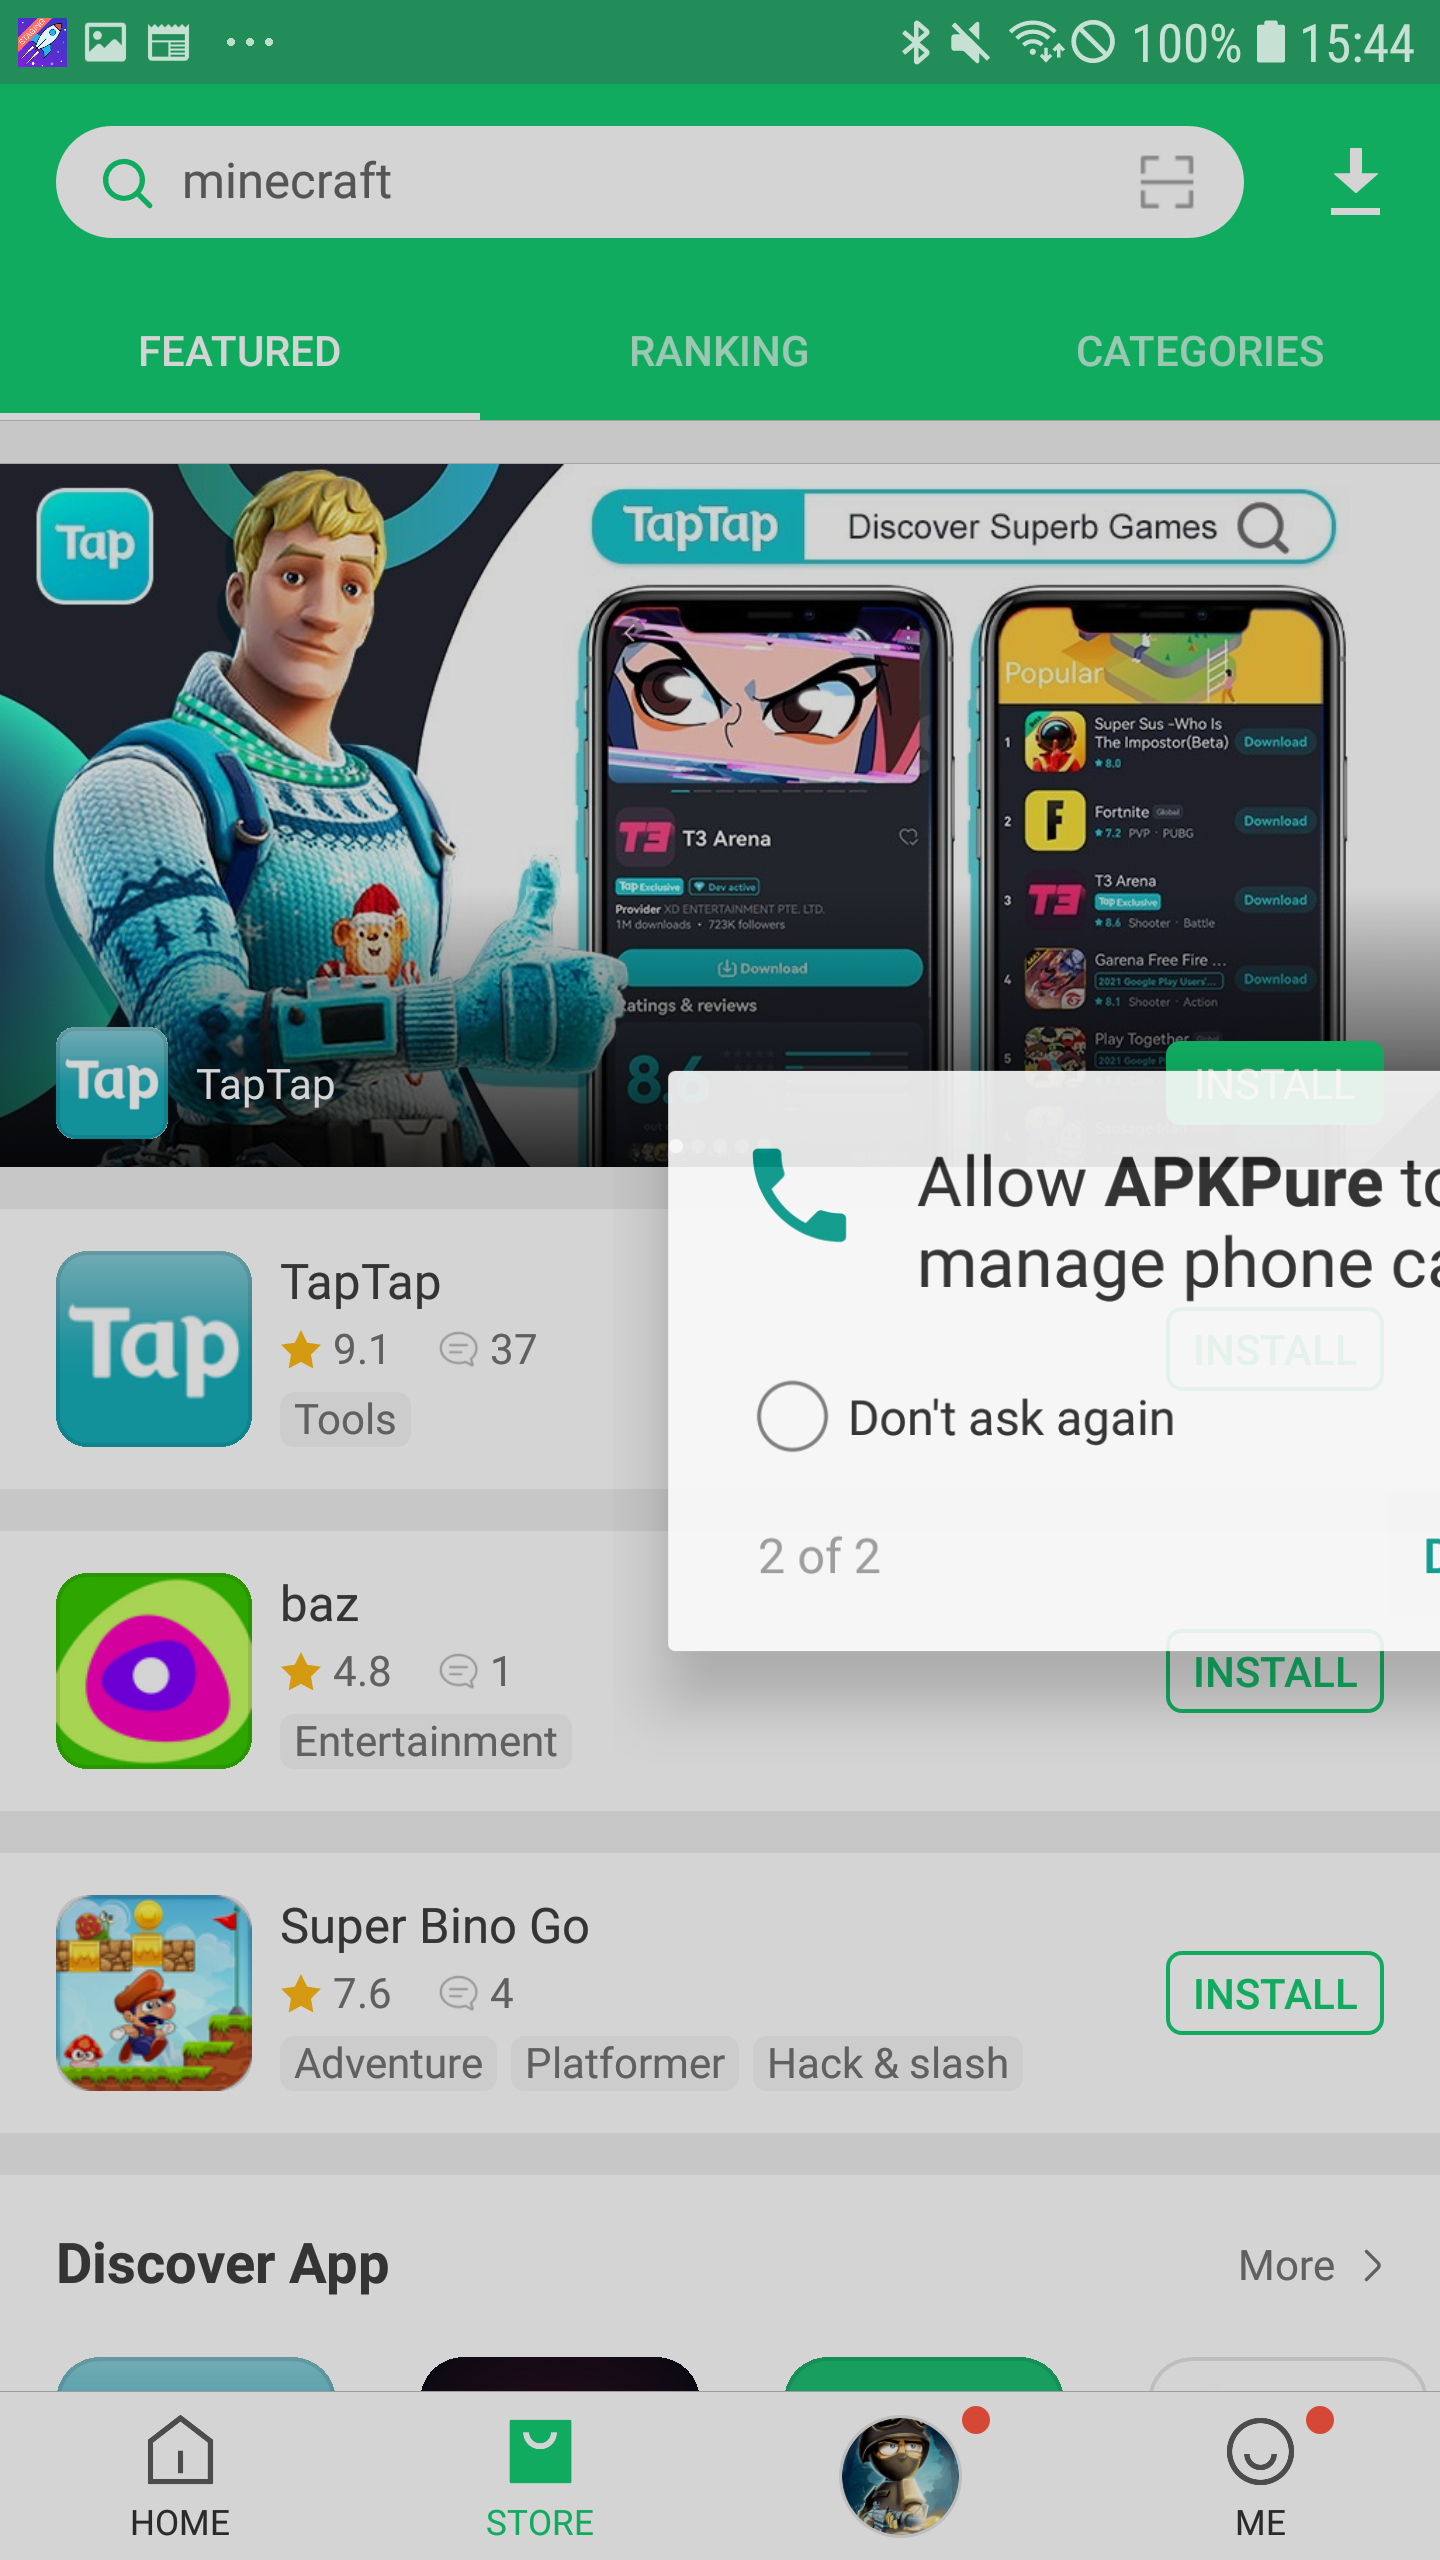 100% 15:44
minecraft
FEATURED RANKING CATEGORIES
Tap
TapTap Discover Superb Games
Popular
1 Super Sus -Who Is The Impostor(Beta) Download
8.0
2 Fortnite Global Download
7.2 PVP · PUBG
T3 T3 Arena
Tap Exclusive Dev active
Provider XD ENTERTAINMENT PTE. LTD.
1M downloads • 723K followers
Download
Ratings & reviews
8.6
3 T3 T3 Arena Download
Tap Exclusive
8.6 Shooter · Battle
4 Garena Free Fire ... Download
2021 Google Play Users'...
8.1 Shooter · Action
5 Play Together
2021 Google P
Tap TapTap INSTALL
Allow APKPure to
manage phone ca
Don't ask again
2 of 2
Tap
TapTap INSTALL
9.1 37
Tools
baz
4.8 1 INSTALL
Entertainment
Super Bino Go
7.6 4 INSTALL
Adventure Platformer Hack & slash
Discover App More
HOME STORE ME